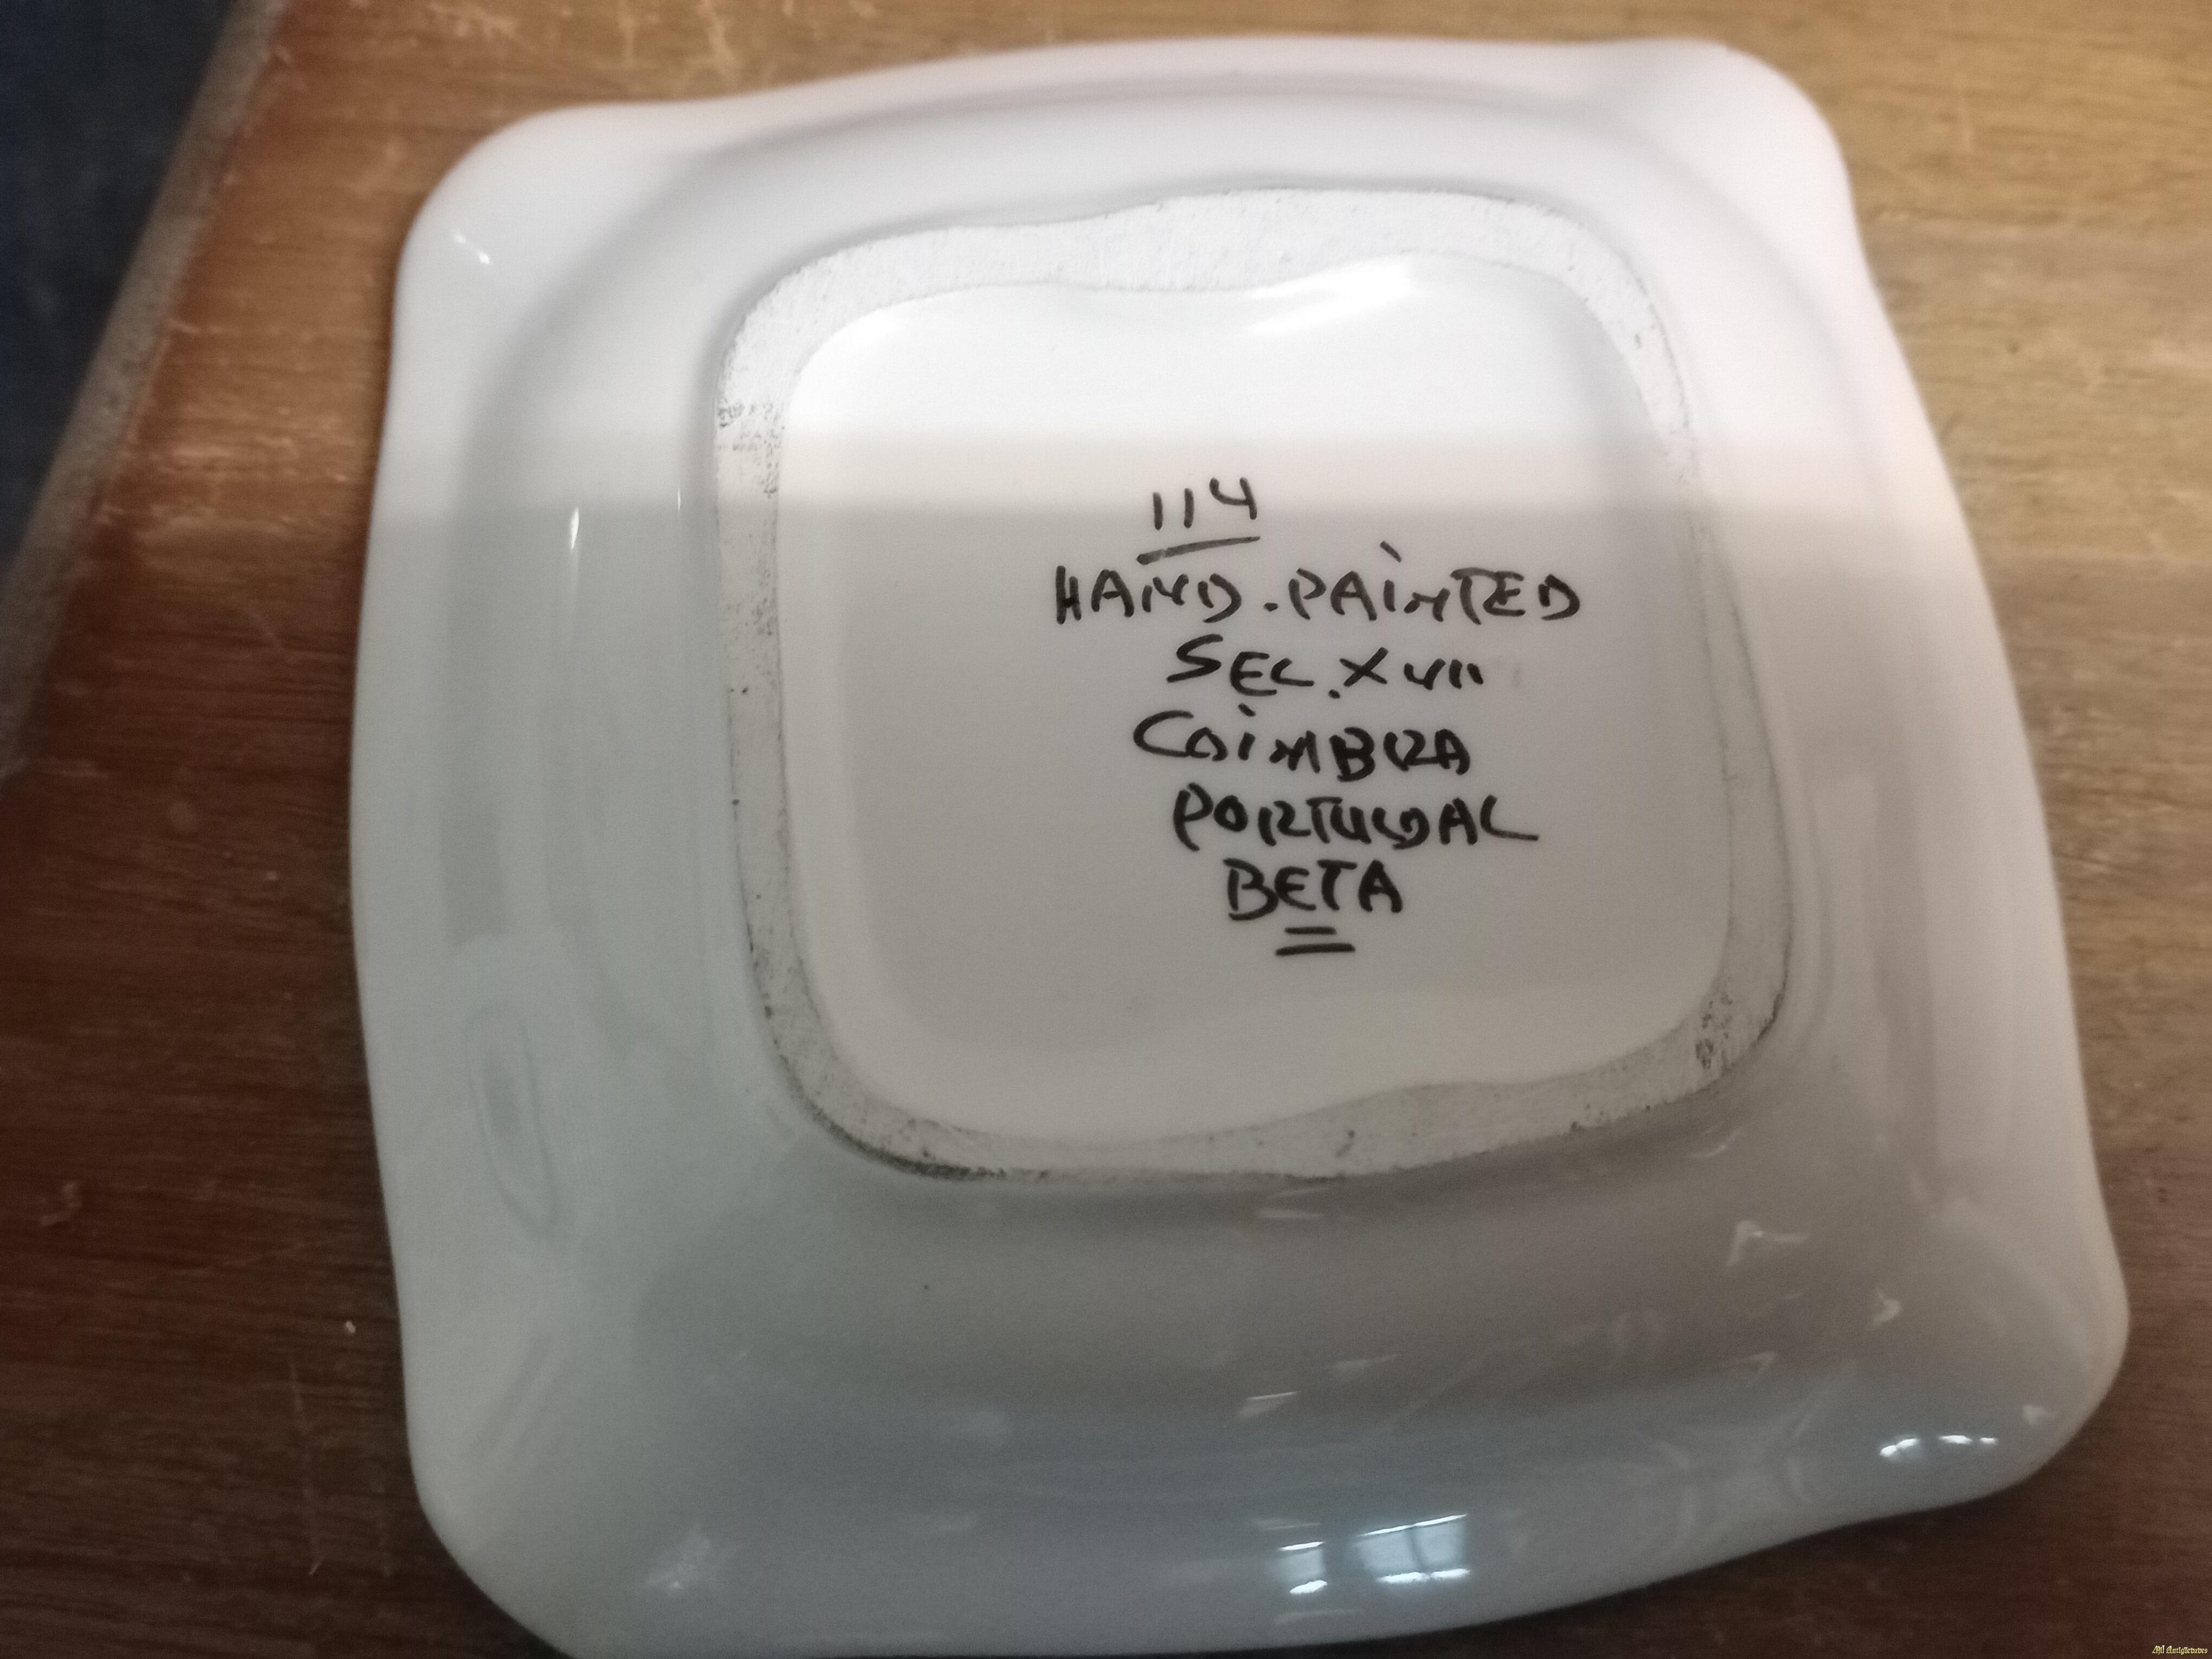 114
HAND.PAINTED
SEC.XVII
COIMBRA
PORTUGAL
BETA